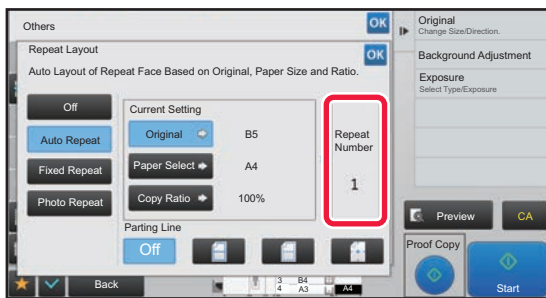 Others
OK
Repeat Layout
OK
Auto Layout of Repeat Face Based on Original, Paper Size and Ratio.
Off
Auto Repeat
Fixed Repeat
Photo Repeat
Current Setting
Original
B5
Paper Select
A4
Copy Ratio
100%
Repeat
Number
1
Parting Line
Off
Back
3 B4
4 A3
A4
Original
Change Size/Direction.
Background Adjustment
Exposure
Select Type/Exposure
Preview
CA
Proof Copy
Start